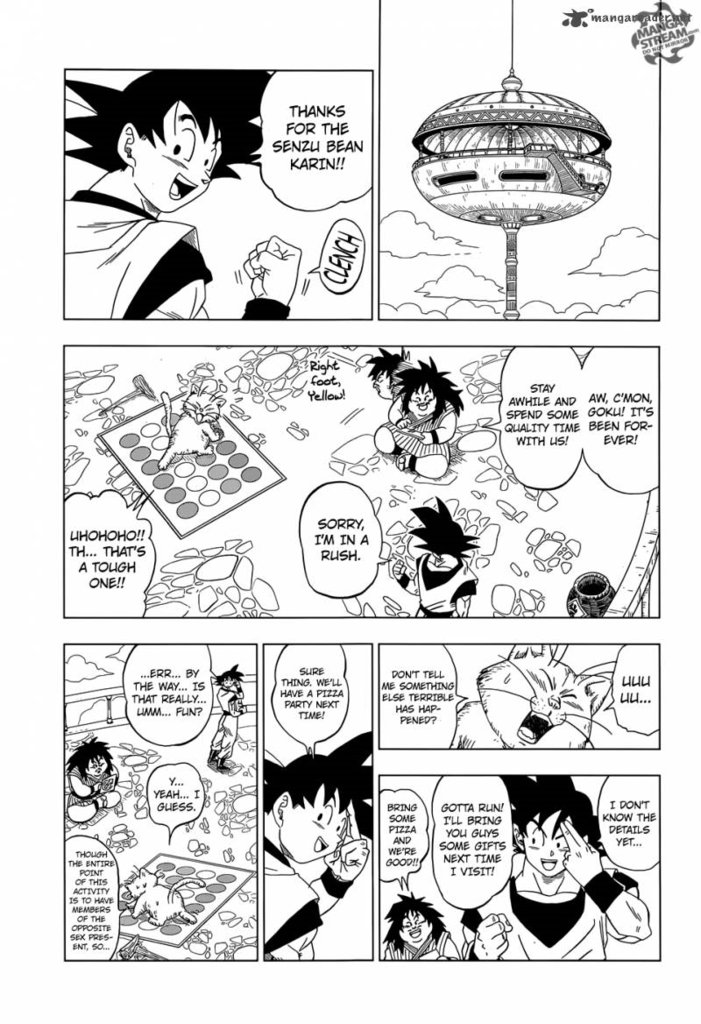 mangareader.net
MANGA
STREAM.com
DO NOT MIRROR
THANKS
FOR THE
SENZU BEAN
KARIN!!
CLENCH
AW, C'MON,
GOKU! IT'S
BEEN FOR-
EVER!
STAY
AWHILE AND
SPEND SOME
QUALITY TIME
WITH US!
Right
foot,
Yellow!
SORRY,
I'M IN A
RUSH.
UHOHOHO!!
TH... THAT'S
A TOUGH
ONE!!
UUU
UU...
DON'T TELL
ME SOMETHING
ELSE TERRIBLE
HAS HAP-
PENED?
I DON'T
KNOW THE
DETAILS
YET...
GOTTA RUN!
I'LL BRING
YOU GUYS
SOME GIFTS
NEXT TIME
I VISIT!
BRING
SOME
PIZZA
AND
WE'RE
GOOD!!
SURE
THING. WE'LL
HAVE A PIZZA
PARTY NEXT
TIME!
...ERR... BY
THE WAY... IS
THAT REALLY...
UMM... FUN?
Y...
YEAH... I
GUESS.
THOUGH
THE ENTIRE
POINT
OF THIS
ACTIVITY
IS TO HAVE
MEMBERS
OF THE
OPPOSITE
SEX PRES-
ENT, SO...